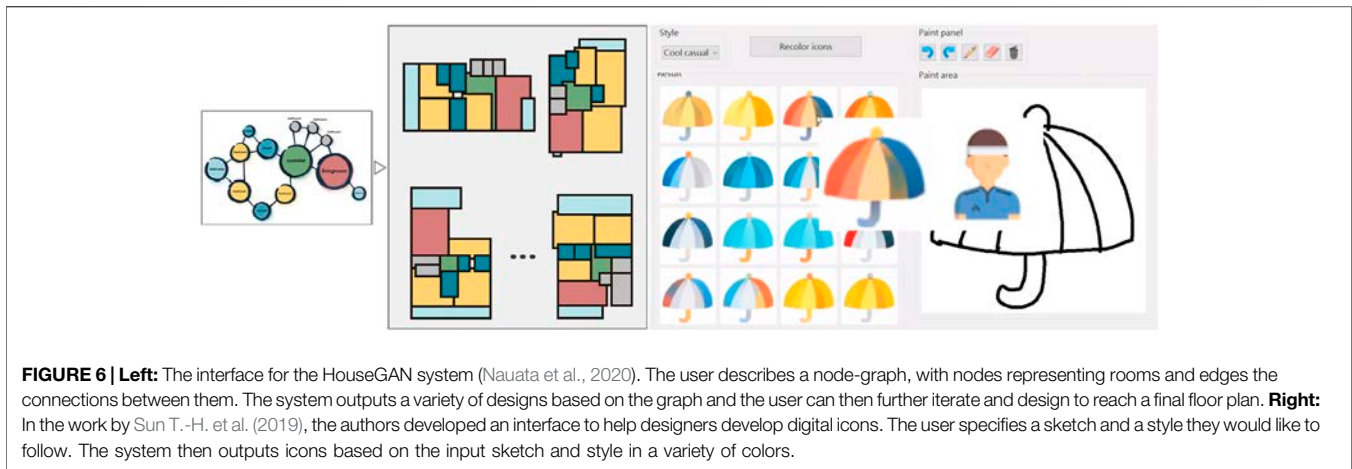 Style
Paint panel
Cool casual
Recolor icons
Paint area
FIGURE 6 | Left: The interface for the HouseGAN system (Nauata et al., 2020). The user describes a node-graph, with nodes representing rooms and edges the
connections between them. The system outputs a variety of designs based on the graph and the user can then further iterate and design to reach a final floor plan. Right:
In the work by Sun T.-H. et al. (2019), the authors developed an interface to help designers develop digital icons. The user specifies a sketch and a style they would like to
follow. The system then outputs icons based on the input sketch and style in a variety of colors.